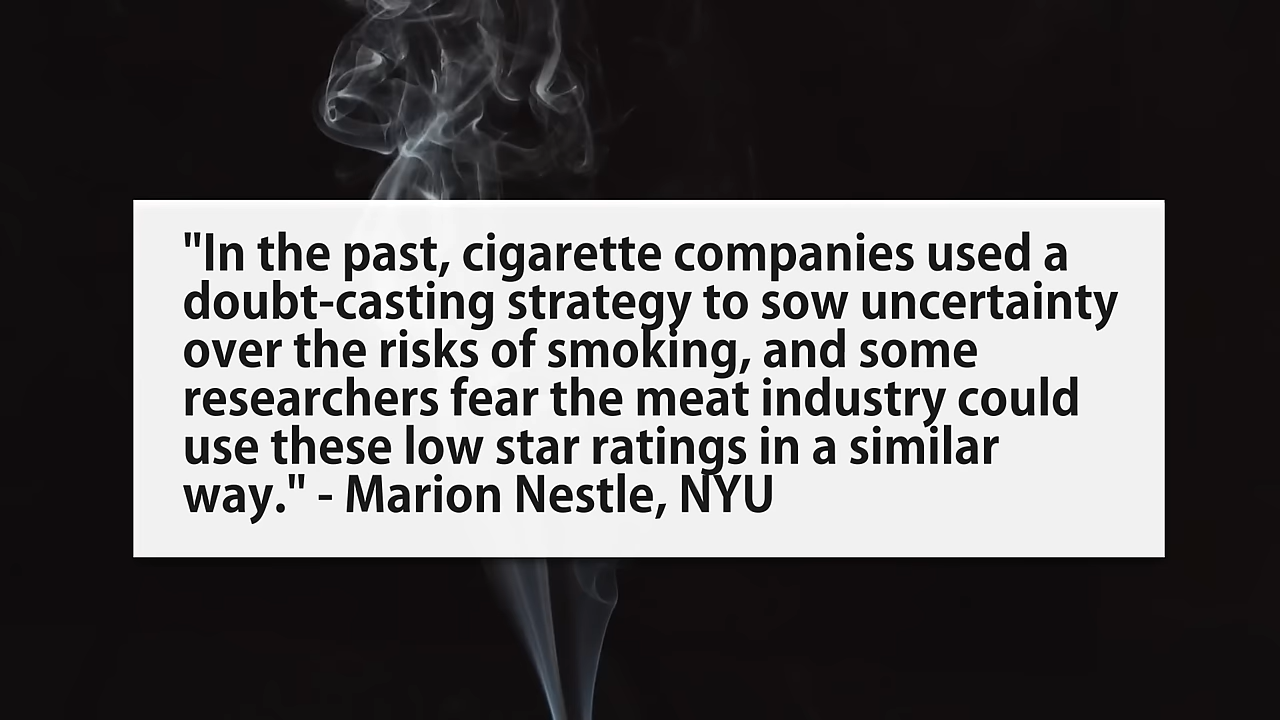 "In the past, cigarette companies used a
doubt-casting strategy to sow uncertainty
over the risks of smoking, and some
researchers fear the meat industry could
use these low star ratings in a similar
way." - Marion Nestle, NYU